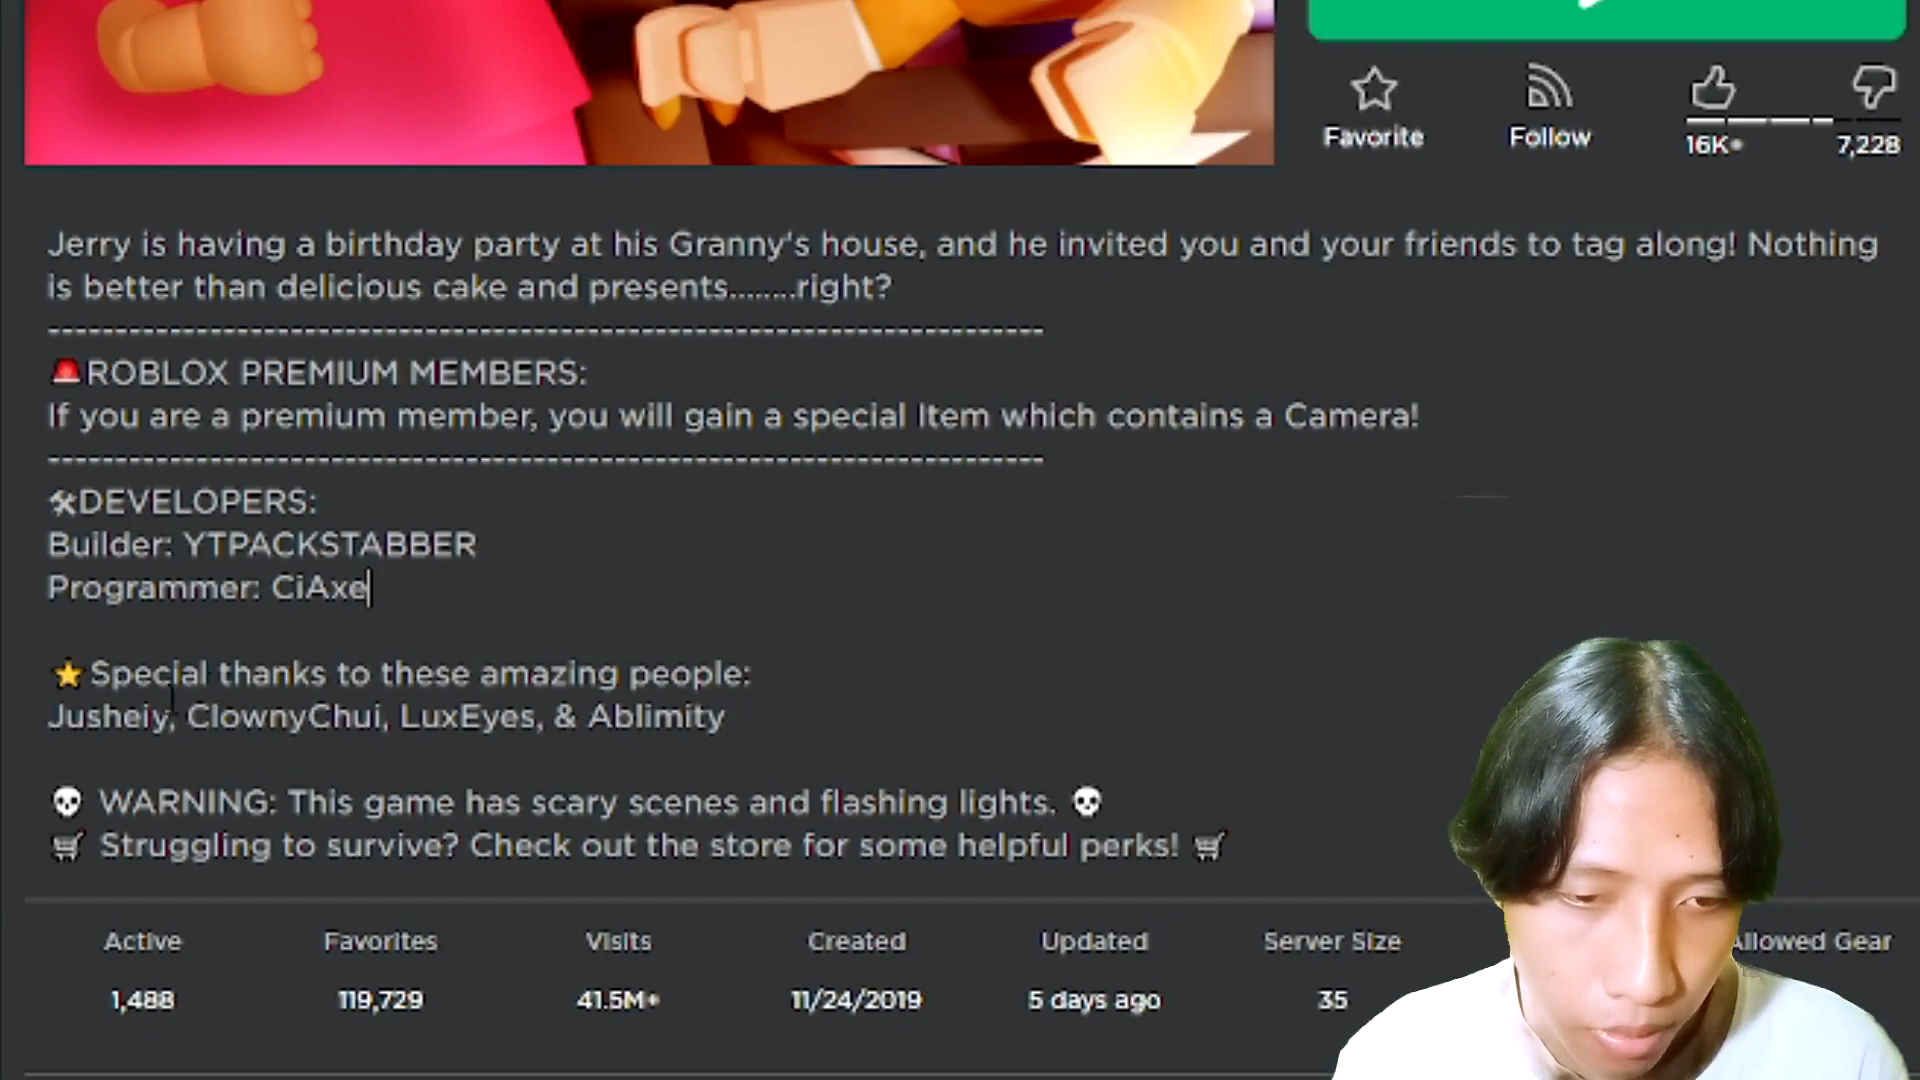 Favorite Follow 16K+ 7,228
Jerry is having a birthday party at his Granny's house, and he invited you and your friends to tag along! Nothing
is better than delicious cake and presents........right?
--------------------------------------------------------------------------
🚨ROBLOX PREMIUM MEMBERS:
If you are a premium member, you will gain a special Item which contains a Camera!
--------------------------------------------------------------------------
🛠DEVELOPERS:
Builder: YTPACKSTABBER
Programmer: CiAxe
⭐Special thanks to these amazing people:
Jusheiy, ClownyChui, LuxEyes, & Ablimity
💀 WARNING: This game has scary scenes and flashing lights. 💀
🛒 Struggling to survive? Check out the store for some helpful perks! 🛒
Active Favorites Visits Created Updated Server Size Allowed Gear
1,488 119,729 41.5M+ 11/24/2019 5 days ago 35